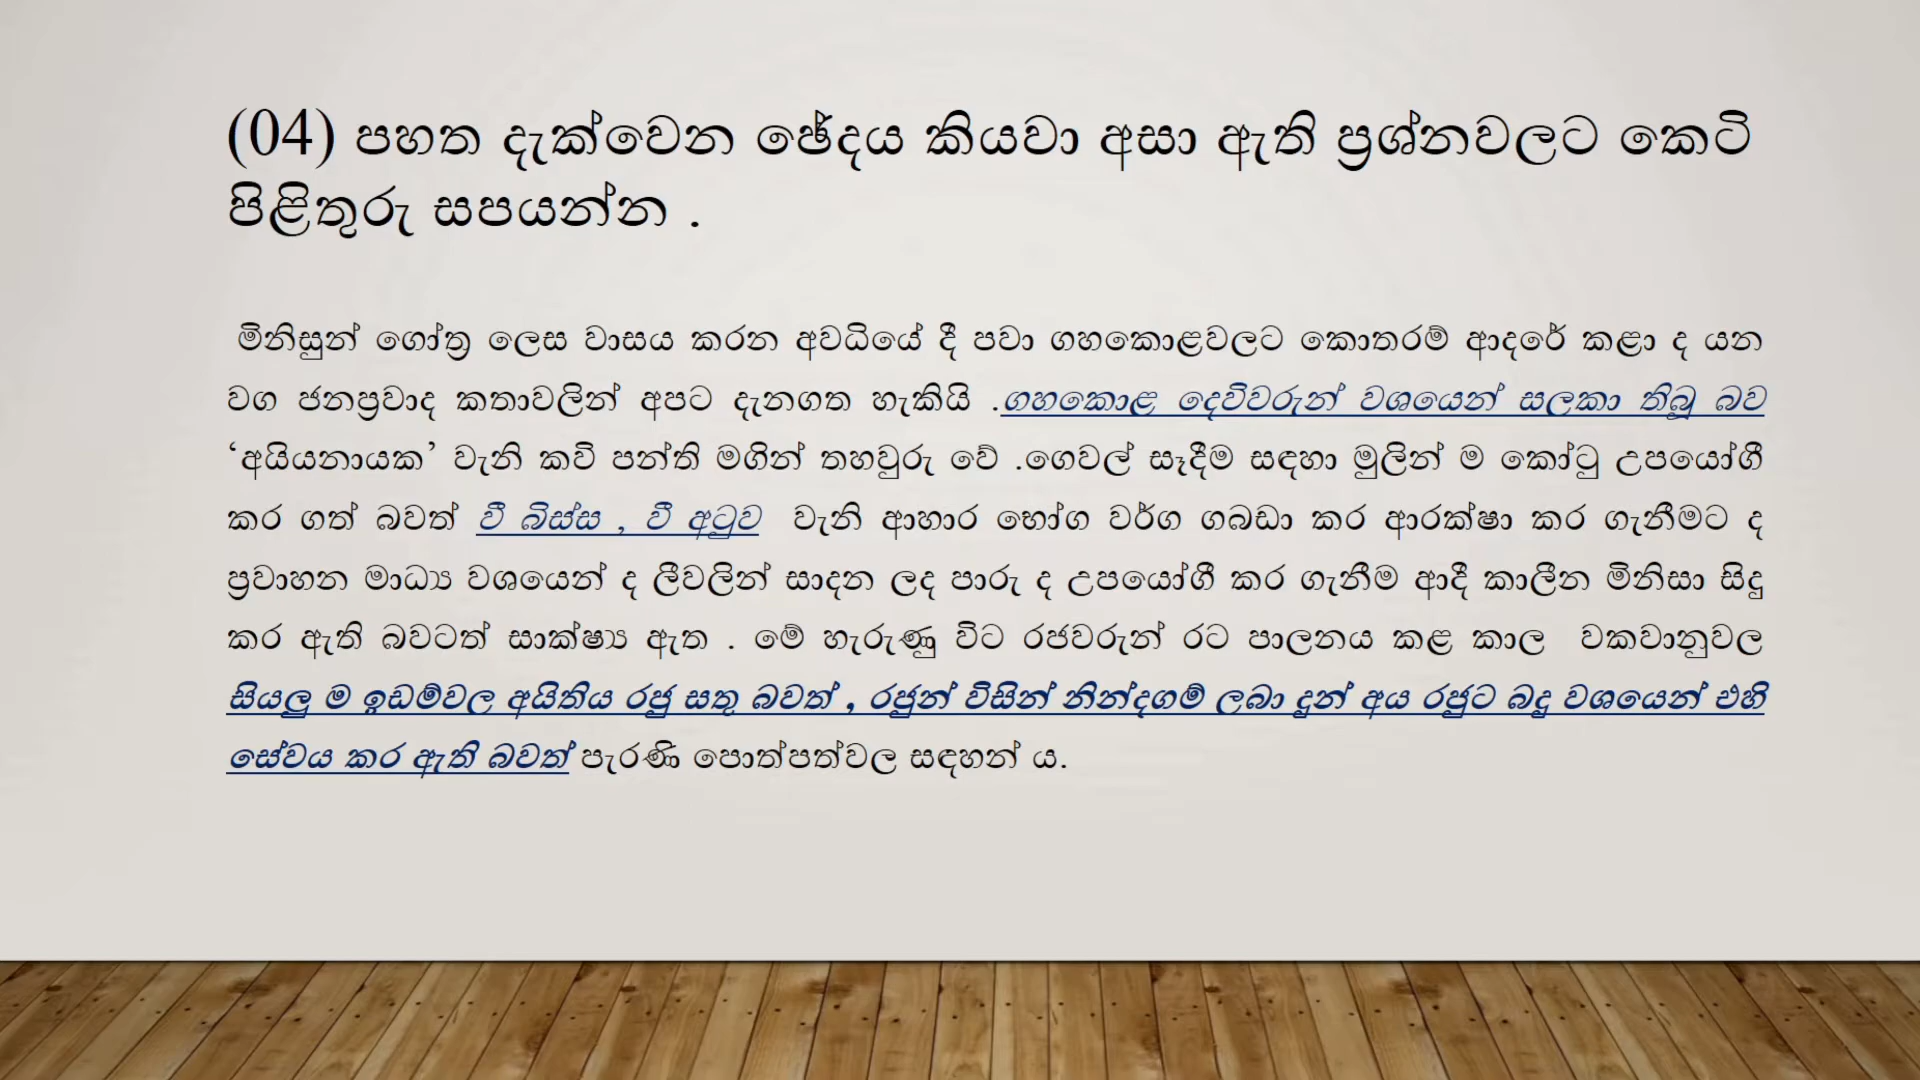 (04) පහත දැක්වෙන ඡේදය කියවා අසා ඇති ප්‍රශ්නවලට කෙටි
පිළිතුරු සපයන්න .
මිනිසුන් ගෝත්‍ර ලෙස වාසය කරන අවධියේ දී පවා ගහකොළවලට කොතරම් ආදරේ කළා ද යන
වග ජනප්‍රවාද කතාවලින් අපට දැනගත හැකියි .ගහකොළ දෙවිවරුන් වශයෙන් සලකා තිබූ බව
‘අයියනායක’ වැනි කවි පන්ති මගින් තහවුරු වේ .ගෙවල් සෑදීම සඳහා මුලින් ම කෝටු උපයෝගී
කර ගත් බවත් වී බිස්ස , වී අටුව වැනි ආහාර භෝග වර්ග ගබඩා කර ආරක්ෂා කර ගැනීමට ද
ප්‍රවාහන මාධ්‍ය වශයෙන් ද ලීවලින් සාදන ලද පාරු ද උපයෝගී කර ගැනීම ආදී කාලීන මිනිසා සිදු
කර ඇති බවටත් සාක්ෂ්‍ය ඇත . මේ හැරුණු විට රජවරුන් රට පාලනය කළ කාල වකවානුවල
සියලු ම ඉඩම්වල අයිතිය රජු සතු බවත් , රජුන් විසින් නින්දගම් ලබා දුන් අය රජුට බදු වශයෙන් එහි
සේවය කර ඇති බවත් පැරණි පොත්පත්වල සඳහන් ය.